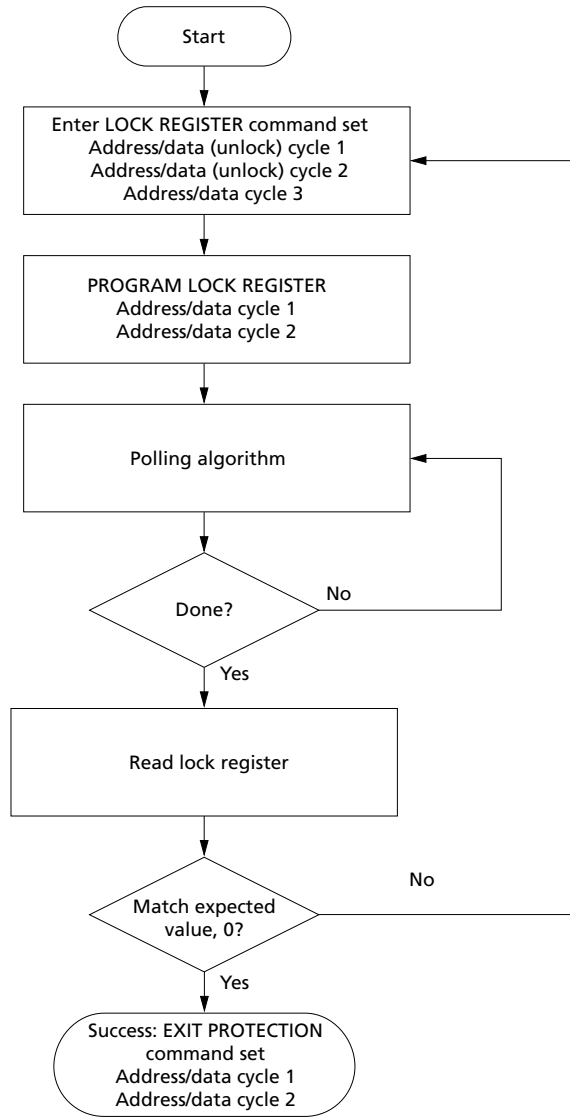 Start
Enter LOCK REGISTER command set
Address/data (unlock) cycle 1
Address/data (unlock) cycle 2
Address/data cycle 3
PROGRAM LOCK REGISTER
Address/data cycle 1
Address/data cycle 2
Polling algorithm
Done?
No
Yes
Read lock register
Match expected
value, 0?
No
Yes
Success: EXIT PROTECTION
command set
Address/data cycle 1
Address/data cycle 2